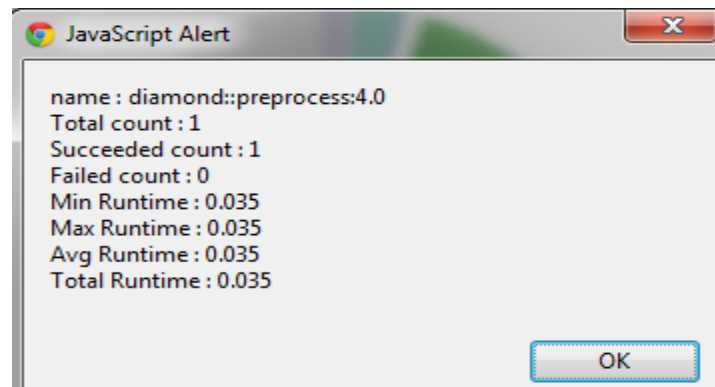 JavaScript Alert
name : diamond::preprocess:4.0
Total count : 1
Succeeded count : 1
Failed count : 0
Min Runtime : 0.035
Max Runtime : 0.035
Avg Runtime : 0.035
Total Runtime : 0.035
OK